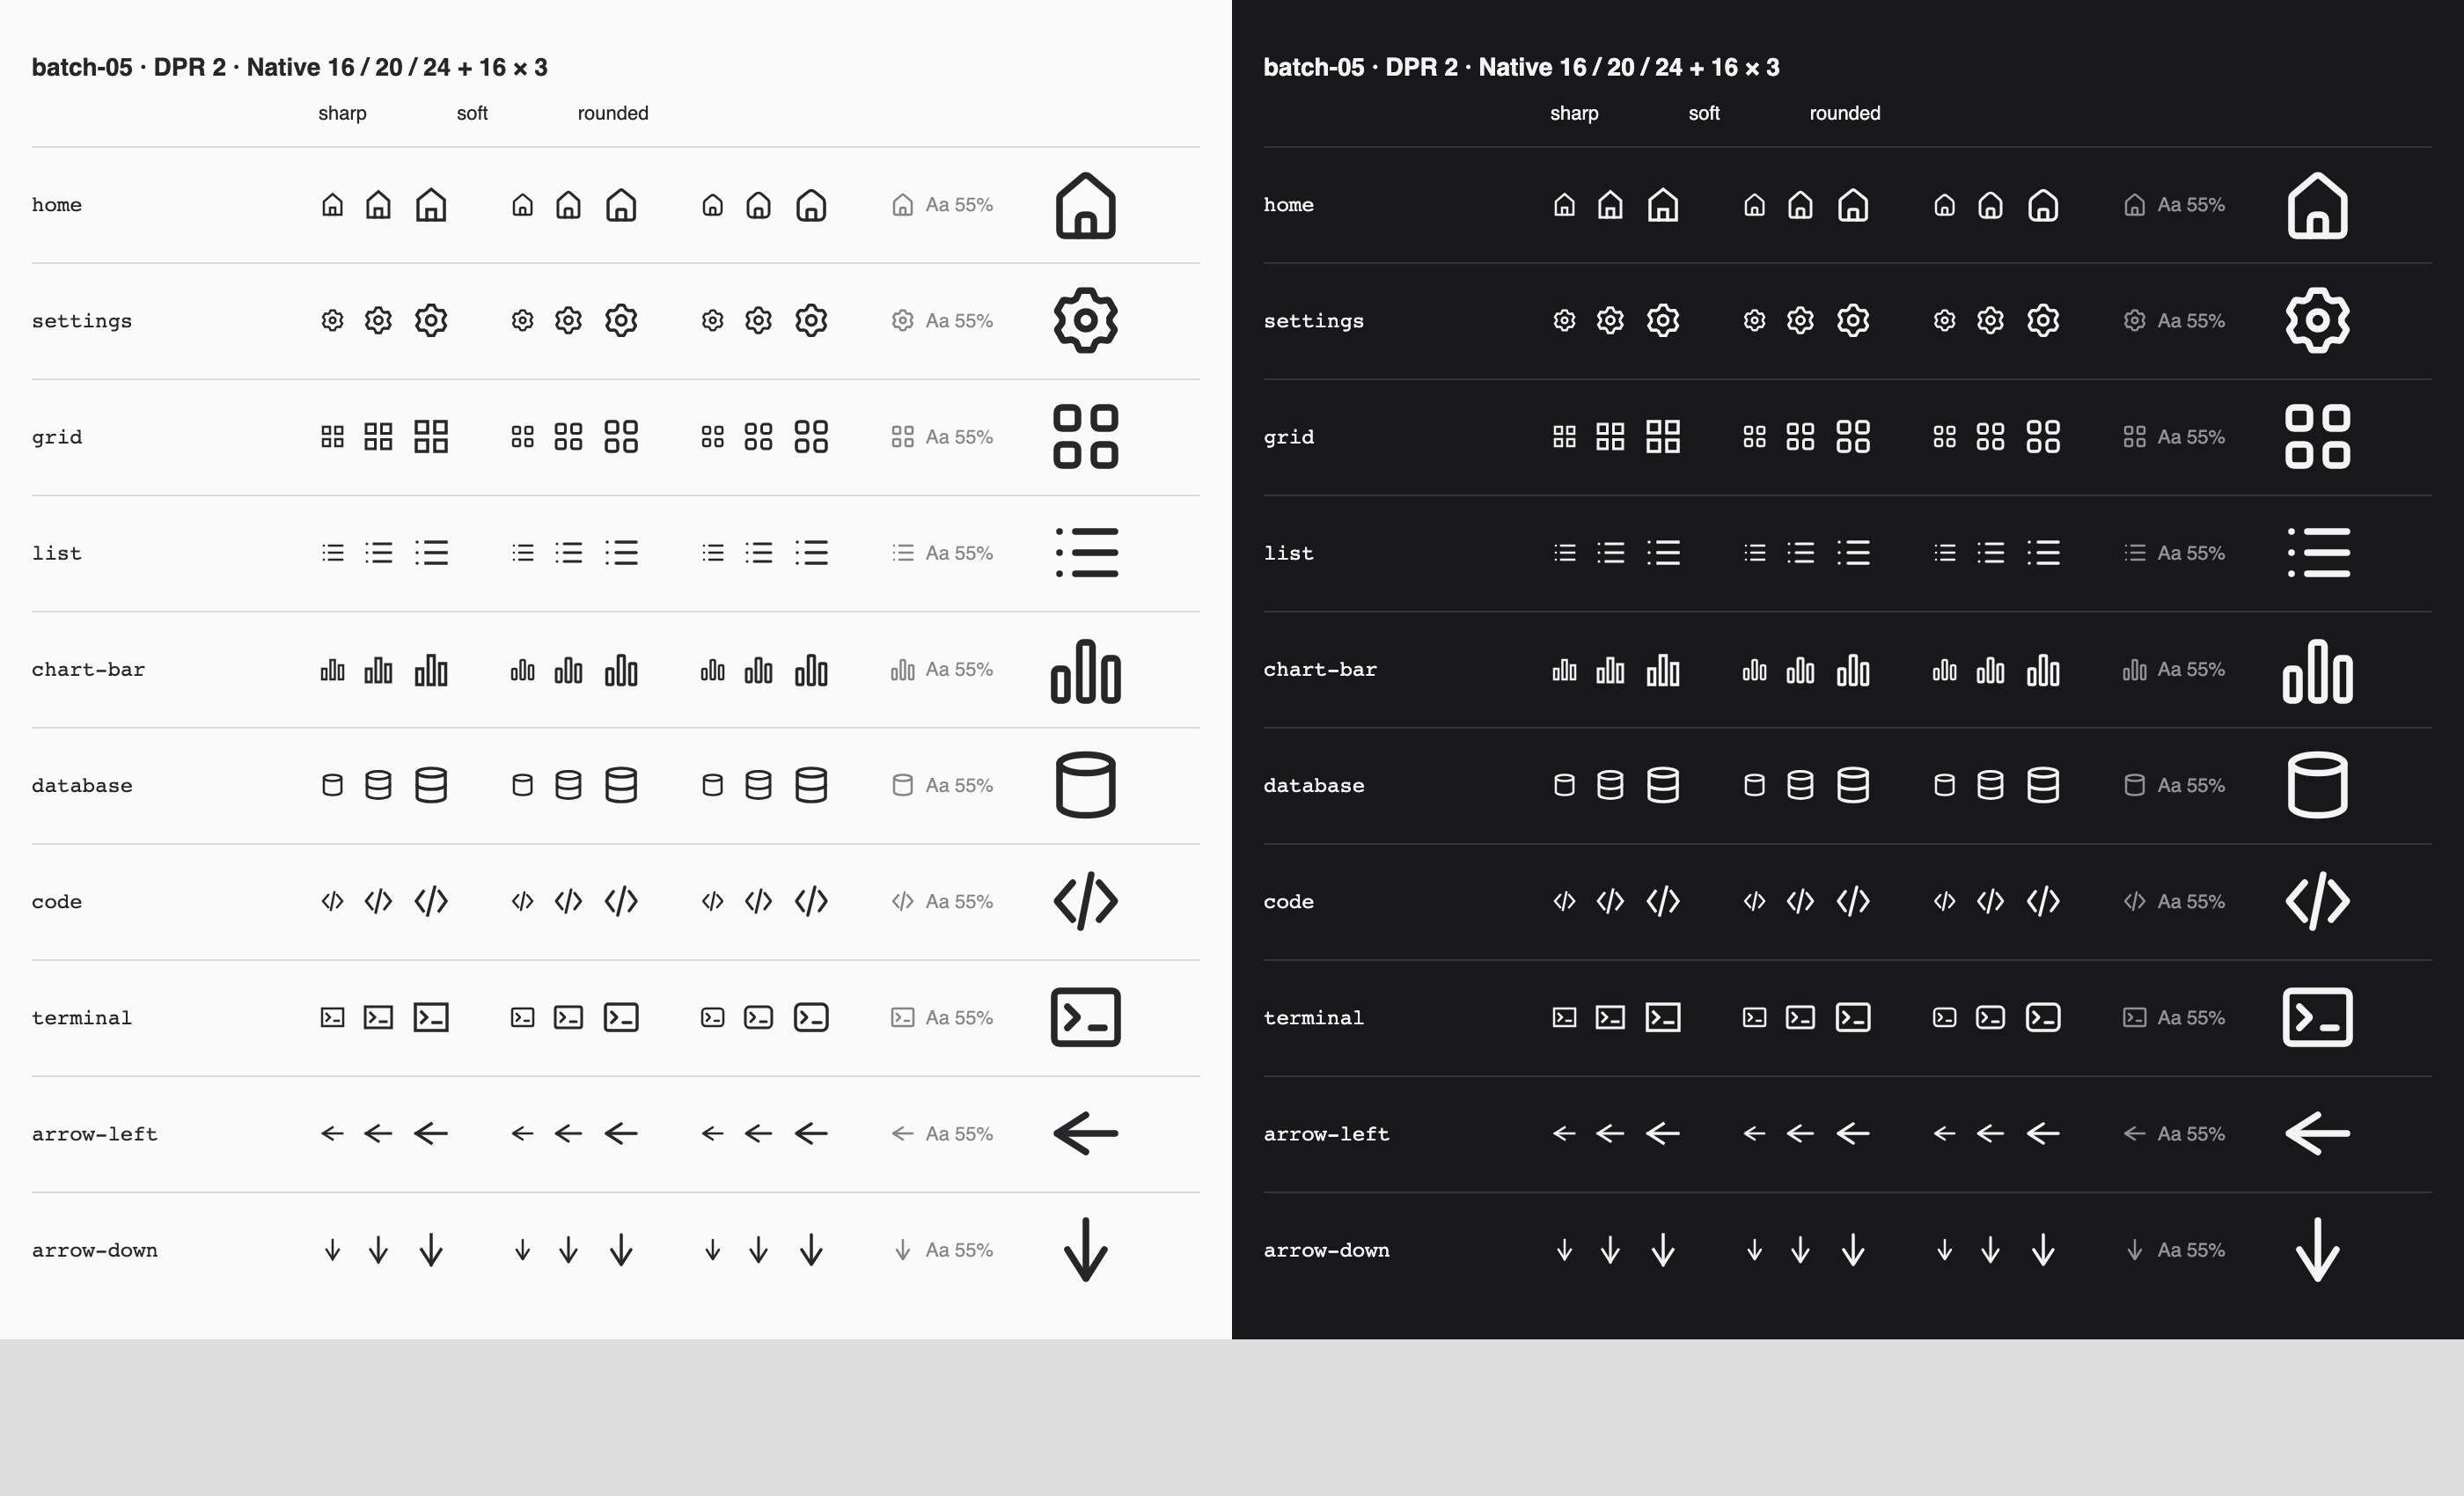 batch-05 · DPR 2 · Native 16 / 20 / 24 + 16 × 3
sharp soft rounded
home Aa 55%
settings Aa 55%
grid Aa 55%
list Aa 55%
chart-bar Aa 55%
database Aa 55%
code Aa 55%
terminal Aa 55%
arrow-left Aa 55%
arrow-down Aa 55%
batch-05 · DPR 2 · Native 16 / 20 / 24 + 16 × 3
sharp soft rounded
home Aa 55%
settings Aa 55%
grid Aa 55%
list Aa 55%
chart-bar Aa 55%
database Aa 55%
code Aa 55%
terminal Aa 55%
arrow-left Aa 55%
arrow-down Aa 55%